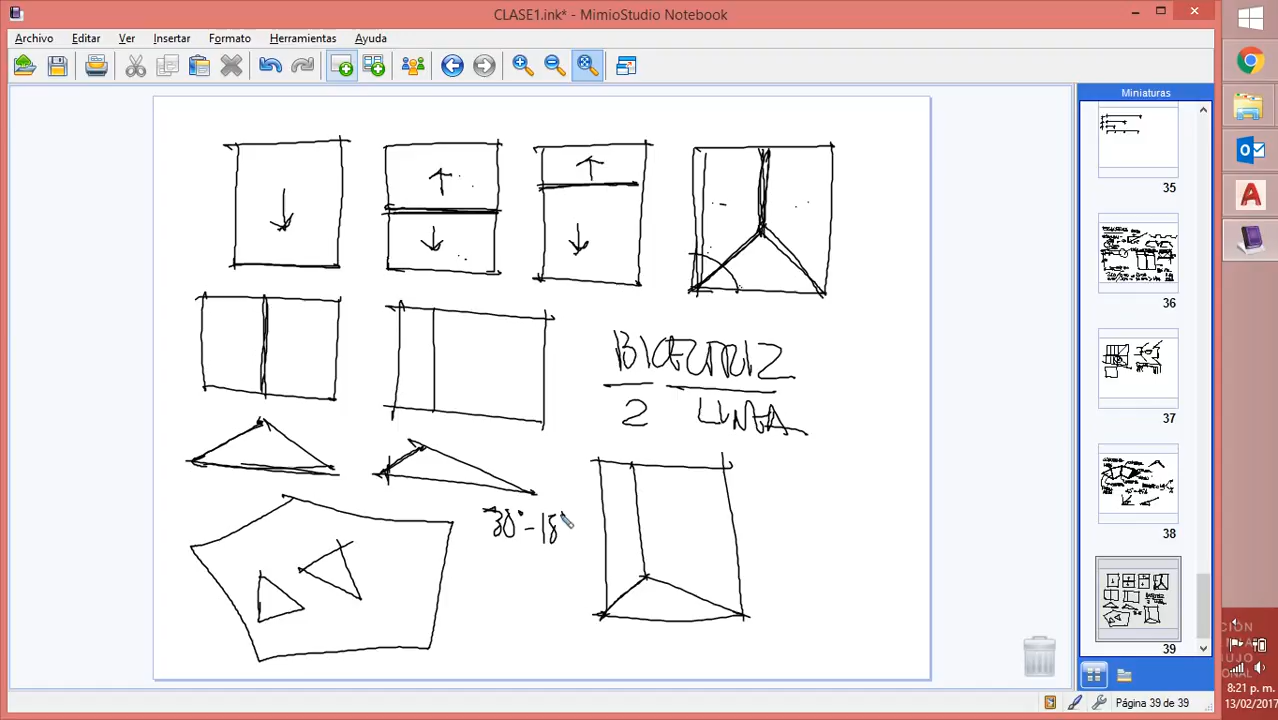 CLASE1.ink* - MimioStudio Notebook
Archivo Editar Ver Insertar Formato Herramientas Ayuda
Miniaturas
35
36
37
38
39
BICEZTRIZ
2 LINEA
30°-18°
Página 39 de 39
8:21 p. m.
13/02/2017